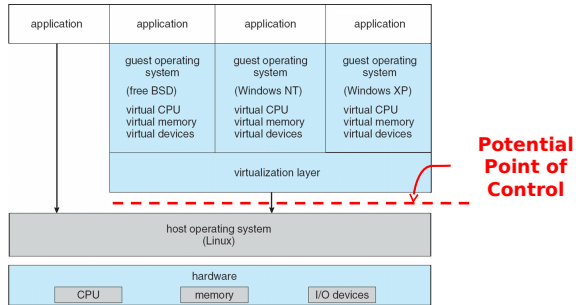 application
application
application
application
guest operating
system
(free BSD)
virtual CPU
virtual memory
virtual devices
guest operating
system
(Windows NT)
virtual CPU
virtual memory
virtual devices
guest operating
system
(Windows XP)
virtual CPU
virtual memory
virtual devices
virtualization layer
Potential
Point of
Control
host operating system
(Linux)
hardware
CPU
memory
I/O devices